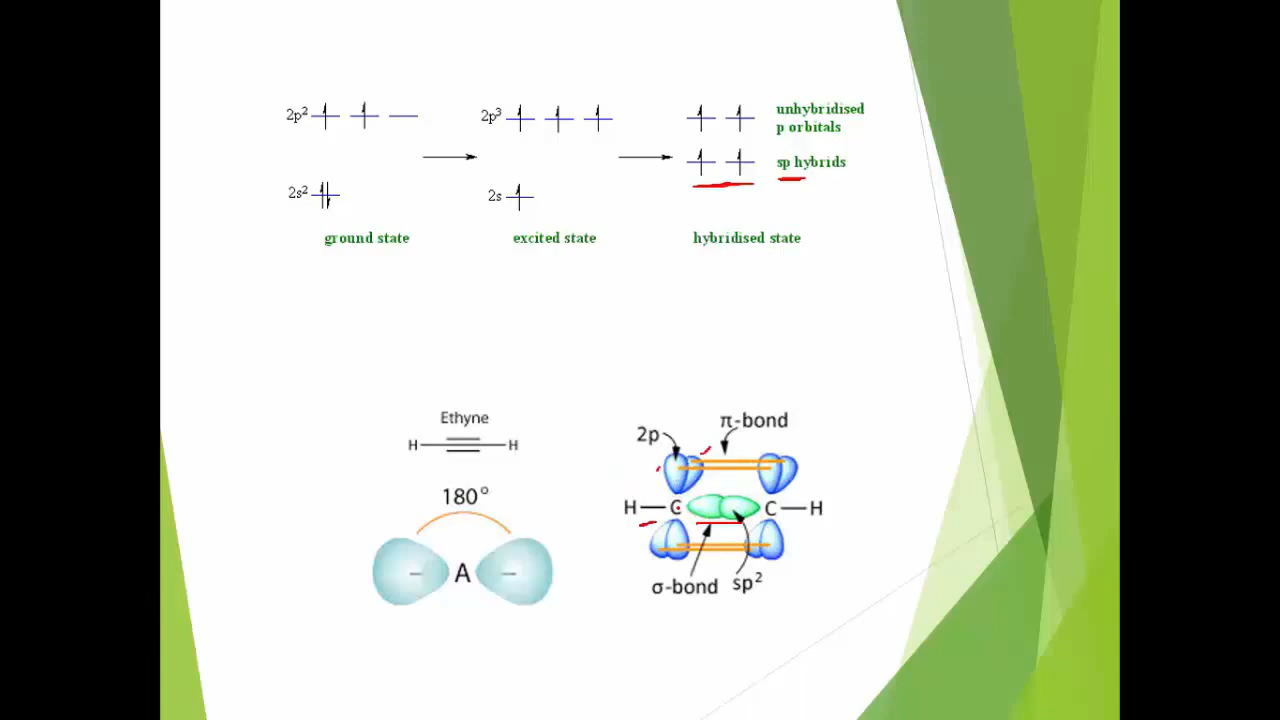 2p²
2p³
unhybridised
p orbitals
sp hybrids
2s²
2s
ground state
excited state
hybridised state
Ethyne
H
H
180°
A
2p
π-bond
H
C
C
H
σ-bond
sp²